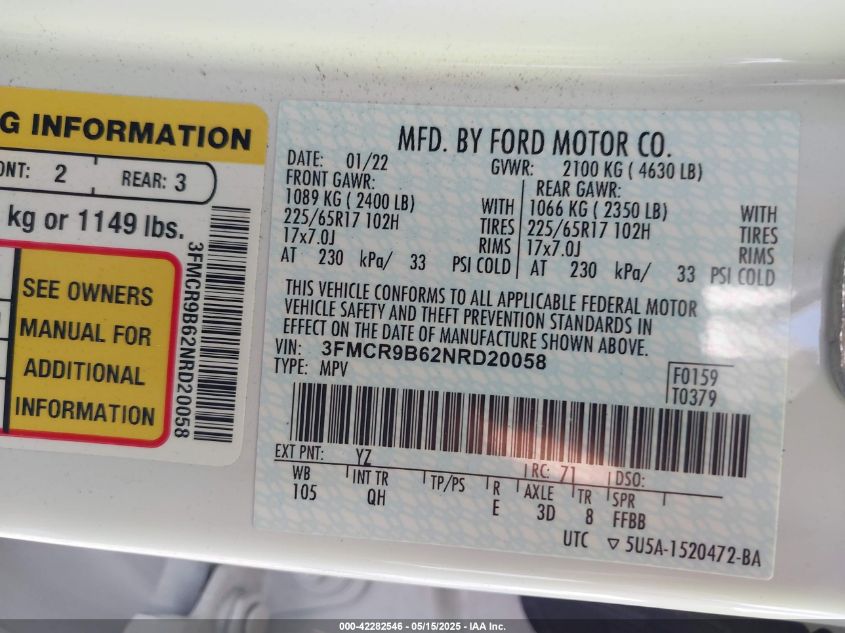 G INFORMATION
ONT: 2 REAR: 3
kg or 1149 lbs.
SEE OWNERS
MANUAL FOR
ADDITIONAL
INFORMATION
3FMCR9B62NRD20058
MFD. BY FORD MOTOR CO.
DATE: 01/22 GVWR: 2100 KG ( 4630 LB)
FRONT GAWR: REAR GAWR:
1089 KG ( 2400 LB) WITH 1066 KG ( 2350 LB) WITH
225/65R17 102H TIRES 225/65R17 102H TIRES
17x7.0J RIMS 17x7.0J RIMS
AT 230 kPa/ 33 PSI COLD AT 230 kPa/ 33 PSI COLD
THIS VEHICLE CONFORMS TO ALL APPLICABLE FEDERAL MOTOR
VEHICLE SAFETY AND THEFT PREVENTION STANDARDS IN
EFFECT ON THE DATE OF MANUFACTURE SHOWN ABOVE.
VIN: 3FMCR9B62NRD20058
TYPE: MPV
F0159
T0379
EXT PNT: YZ RC: 71 DSO:
WB INT TR TP/PS R AXLE TR SPR
105 QH E 3D 8 FFBB
UTC ▽ 5U5A-1520472-BA
000-42282546 - 05/15/2025 - IAA Inc.